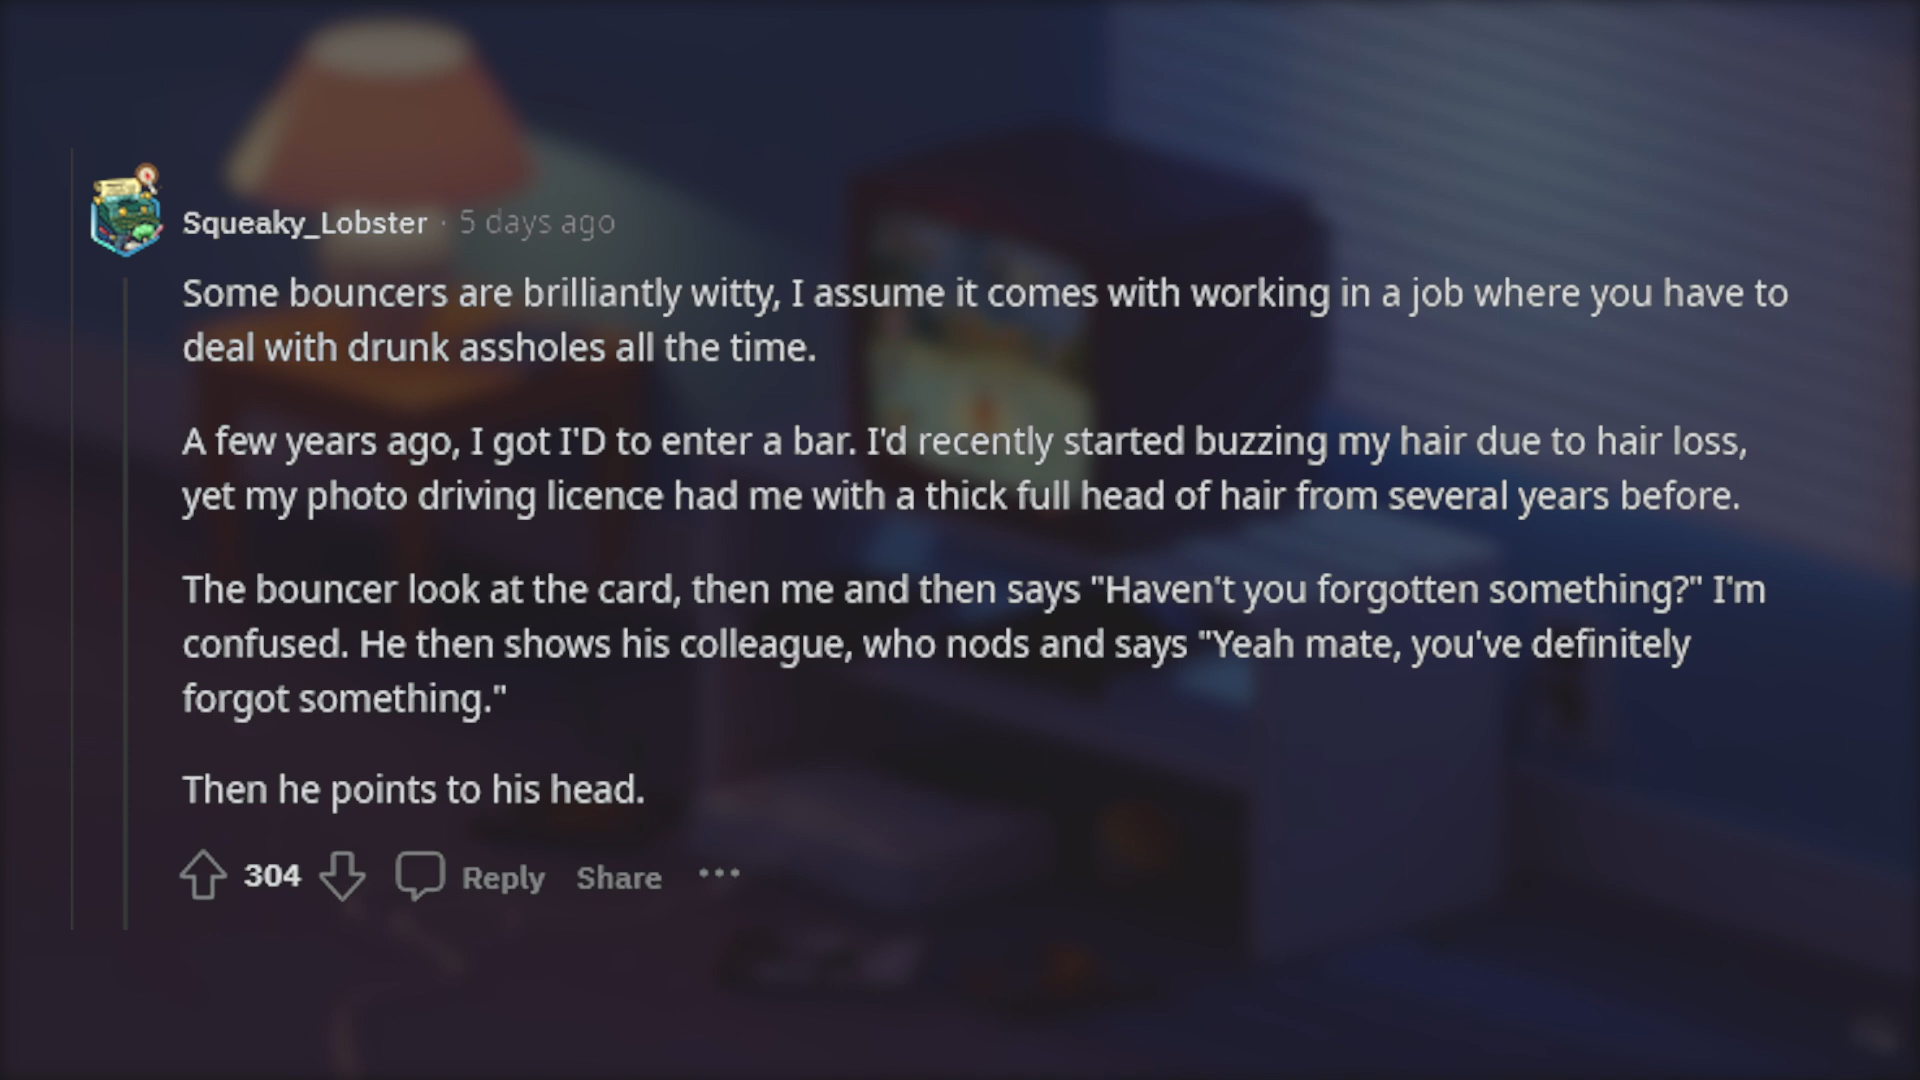 Squeaky_Lobster · 5 days ago
Some bouncers are brilliantly witty, I assume it comes with working in a job where you have to
deal with drunk assholes all the time.
A few years ago, I got I'D to enter a bar. I'd recently started buzzing my hair due to hair loss,
yet my photo driving licence had me with a thick full head of hair from several years before.
The bouncer look at the card, then me and then says "Haven't you forgotten something?" I'm
confused. He then shows his colleague, who nods and says "Yeah mate, you've definitely
forgot something."
Then he points to his head.
304 Reply Share ···